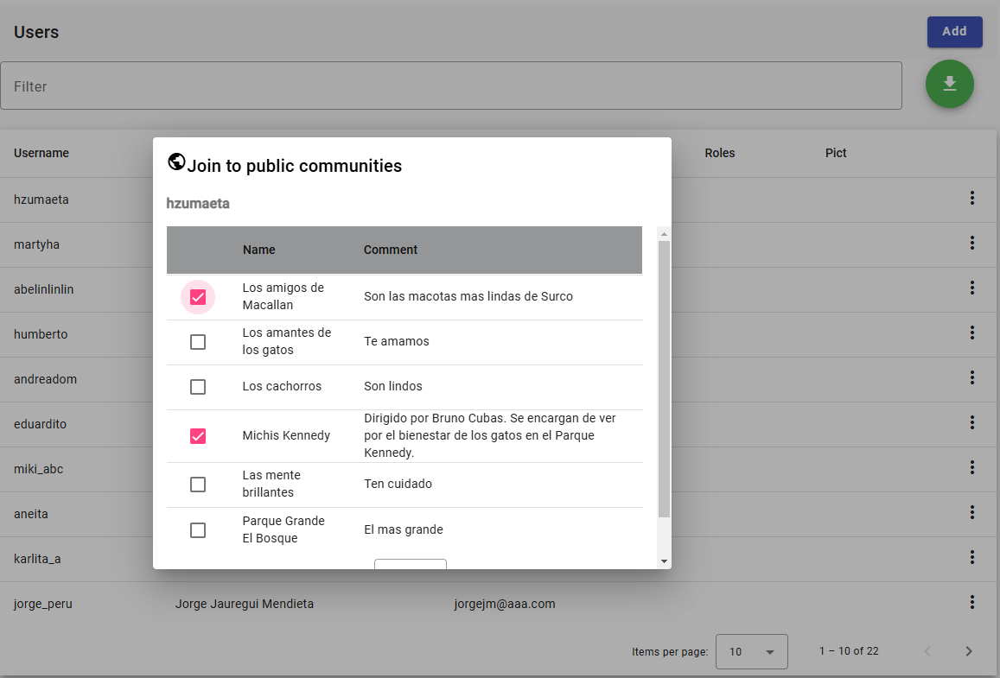 Users
Add
Filter
Username
Roles
Pict
Join to public communities
hzumaeta
hzumaeta
Name
Comment
martyha
Los amigos de
Macallan
Son las macotas mas lindas de Surco
abelinlinlin
Los amantes de
los gatos
Te amamos
humberto
Los cachorros
Son lindos
andreadom
Michis Kennedy
Dirigido por Bruno Cubas. Se encargan de ver
por el bienestar de los gatos en el Parque
Kennedy.
eduardito
Las mente
brillantes
Ten cuidado
miki_abc
Parque Grande
El Bosque
El mas grande
aneita
karlita_a
jorge_peru
Jorge Jauregui Mendieta
jorgejm@aaa.com
Items per page:
10
1 – 10 of 22